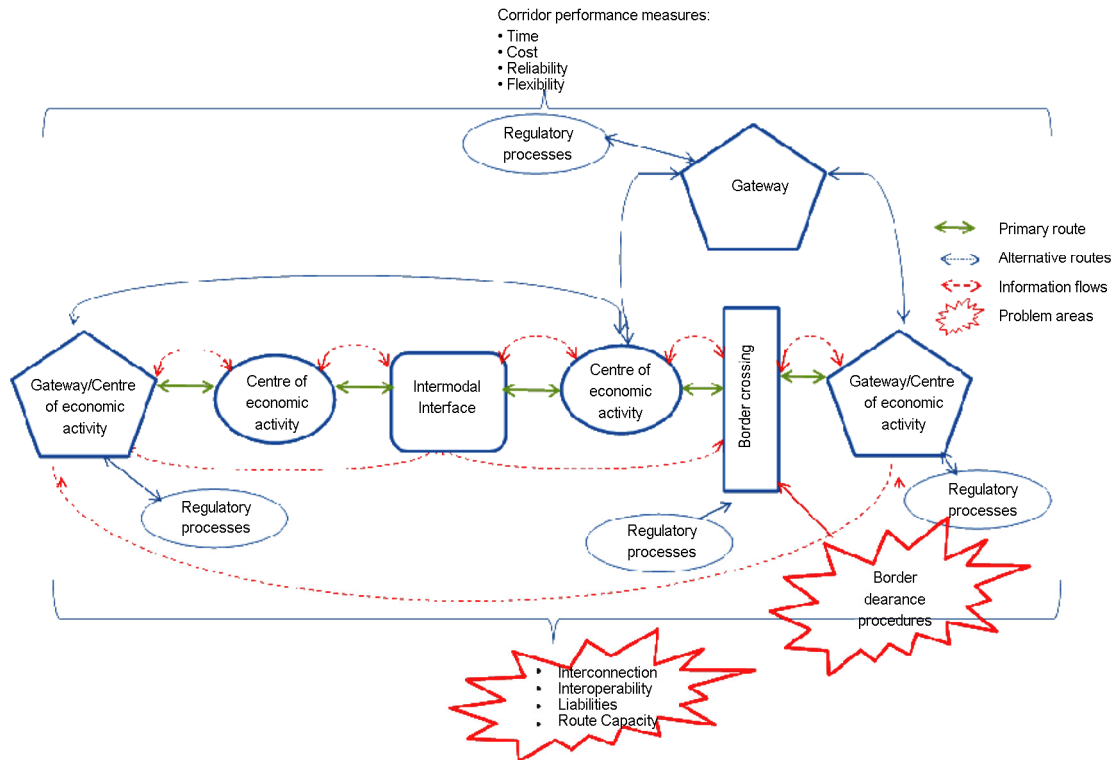 Corridor performance measures:
• Time
• Cost
• Reliability
• Flexibility
Regulatory
processes
Gateway
Primary route
Alternative routes
Information flows
Problem areas
Gateway/Centre
of economic
activity
Centre of
economic
activity
Intermodal
Interface
Centre of
economic
activity
Border crossing
Gateway/Centre
of economic
activity
Regulatory
processes
Regulatory
processes
Regulatory
processes
Border
dearance
procedures
• Interconnection
• Interoperability
• Liabilities
• Route Capacity